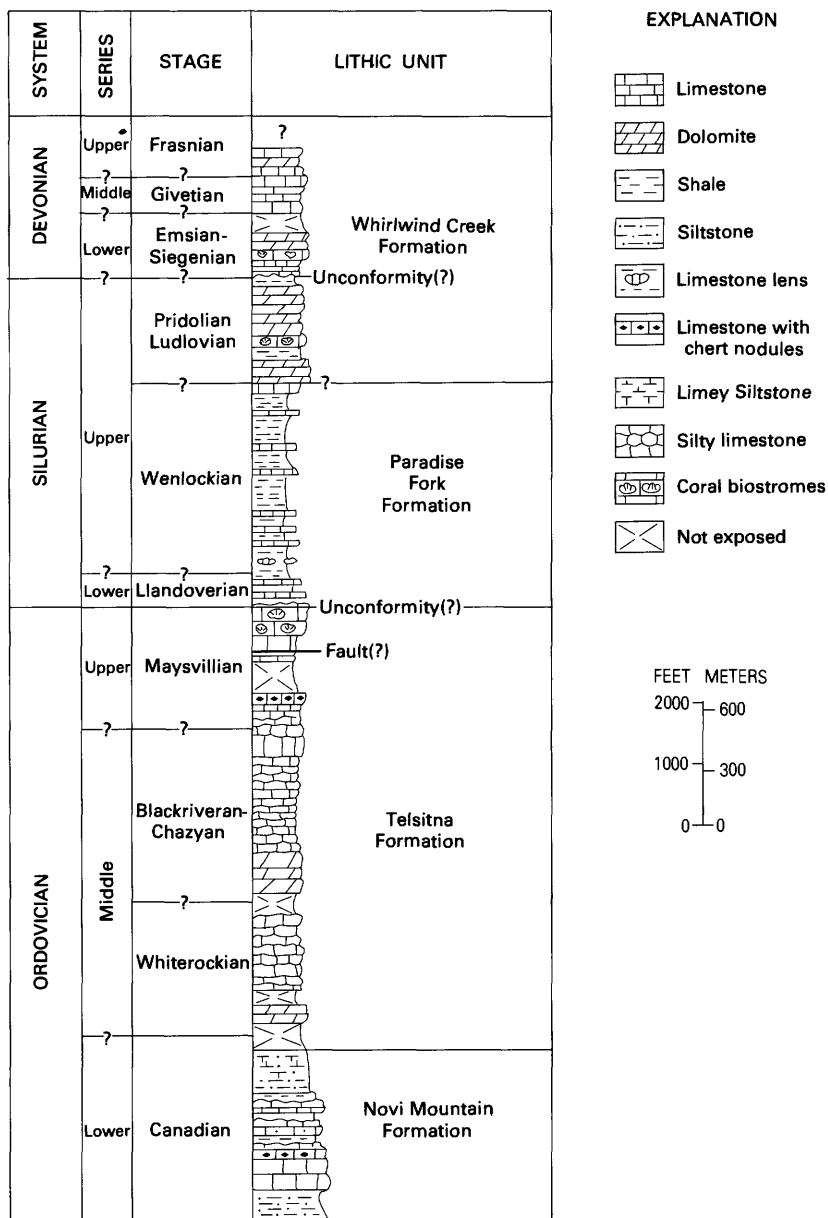 SYSTEM
SERIES
STAGE
LITHIC UNIT
DEVONIAN
Upper
Frasnian
?
?
?
Middle
Givetian
?
?
Lower
Emsian-
Siegenian
Whirlwind Creek
Formation
?
?
Unconformity(?)
SILURIAN
Upper
Pridolian
Ludlovian
?
?
Wenlockian
Paradise
Fork
Formation
?
?
Lower
Llandoverian
Unconformity(?)
ORDOVICIAN
Upper
Maysvillian
Fault(?)
?
?
Middle
Blackriveran-
Chazyan
Telsitna
Formation
?
Whiterockian
?
Lower
Canadian
Novi Mountain
Formation
EXPLANATION
Limestone
Dolomite
Shale
Siltstone
Limestone lens
Limestone with
chert nodules
Limey Siltstone
Silty limestone
Coral biostromes
Not exposed
FEET METERS
2000 600
1000 300
0 0